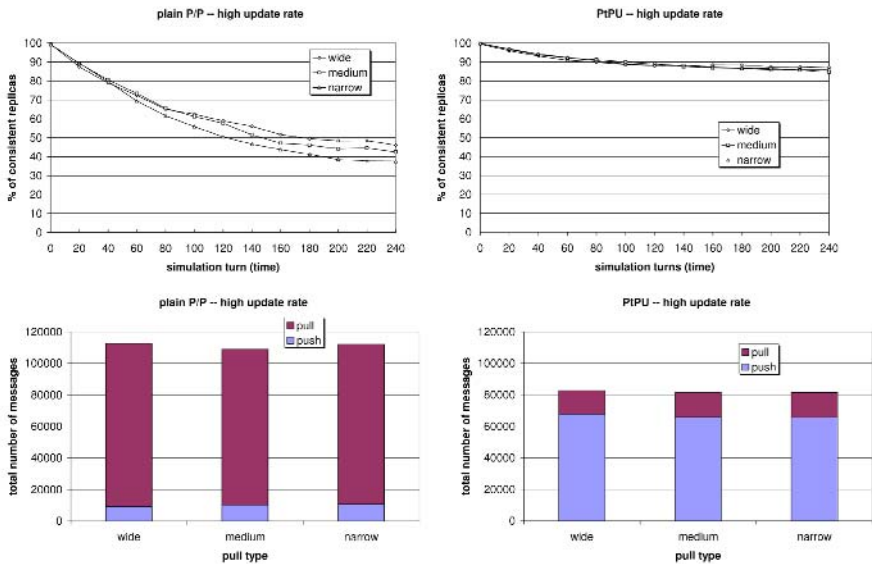 plain P/P -- high update rate
% of consistent replicas
100
90
80
70
60
50
40
30
20
10
0
wide
medium
narrow
0 20 40 60 80 100 120 140 160 180 200 220 240
simulation turn (time)
PtPU -- high update rate
% of consistent replicas
100
90
80
70
60
50
40
30
20
10
0
wide
medium
narrow
0 20 40 60 80 100 120 140 160 180 200 220 240
simulation turns (time)
plain P/P -- high update rate
total number of messages
120000
100000
80000
60000
40000
20000
0
pull
push
wide medium narrow
pull type
PtPU -- high update rate
total number of messages
120000
100000
80000
60000
40000
20000
0
pull
push
wide medium narrow
pull type